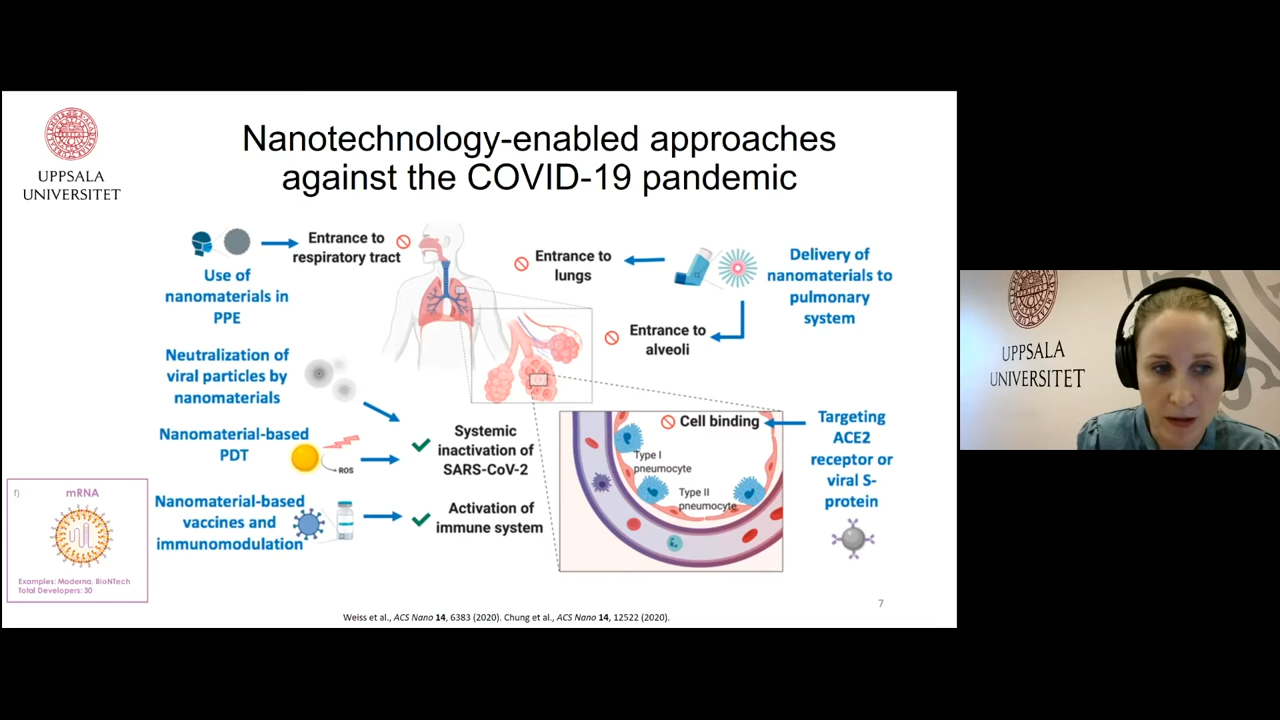 UPPSALA
UNIVERSITET
Nanotechnology-enabled approaches
against the COVID-19 pandemic
Entrance to
respiratory tract
Use of
nanomaterials in
PPE
Entrance to
lungs
Delivery of
nanomaterials to
pulmonary
system
Entrance to
alveoli
Neutralization of
viral particles by
nanomaterials
Nanomaterial-based
PDT
ROS
Systemic
inactivation of
SARS-CoV-2
Nanomaterial-based
vaccines and
immunomodulation
Activation of
immune system
Cell binding
Type I
pneumocyte
Type II
pneumocyte
Targeting
ACE2
receptor or
viral S-
protein
f)
mRNA
Examples: Moderna, BioNTech
Total Developers: 30
7
Weiss et al., ACS Nano 14, 6383 (2020). Chung et al., ACS Nano 14, 12522 (2020).
UPPSALA
UNIVERSITET